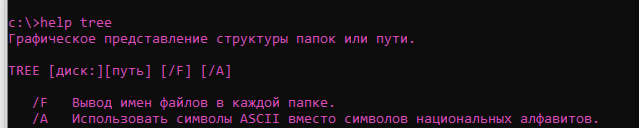 c:\>help tree
Графическое представление структуры папок или пути.
TREE [диск:][путь] [/F] [/A]
/F   Вывод имен файлов в каждой папке.
/A   Использовать символы ASCII вместо символов национальных алфавитов.